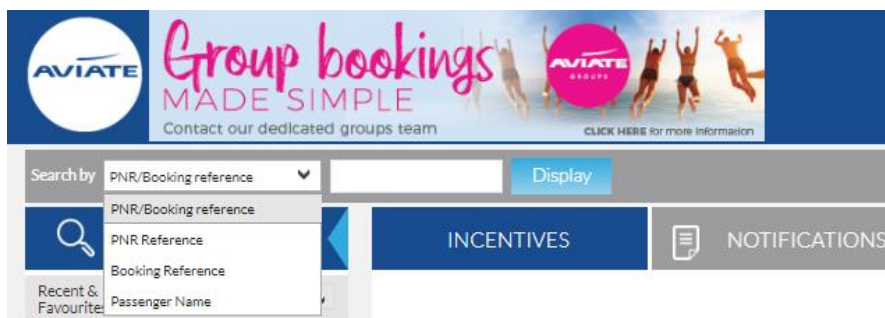 AVIATE
Group bookings
MADE SIMPLE
Contact our dedicated groups team
AVIATE
GROUPS
CLICK HERE for more information
Search by PNR/Booking reference Display
PNR/Booking reference
PNR Reference
Booking Reference
Passenger Name
INCENTIVES NOTIFICATIONS
Recent &
Favourites